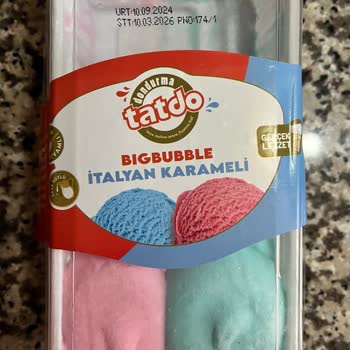 ÜRT:10.09.2024
STT:10.03.2026 PNO:174/1
dondurma
tatdo
BIGBUBBLE
İTALYAN KARAMELİ
GERÇEK
LEZZET